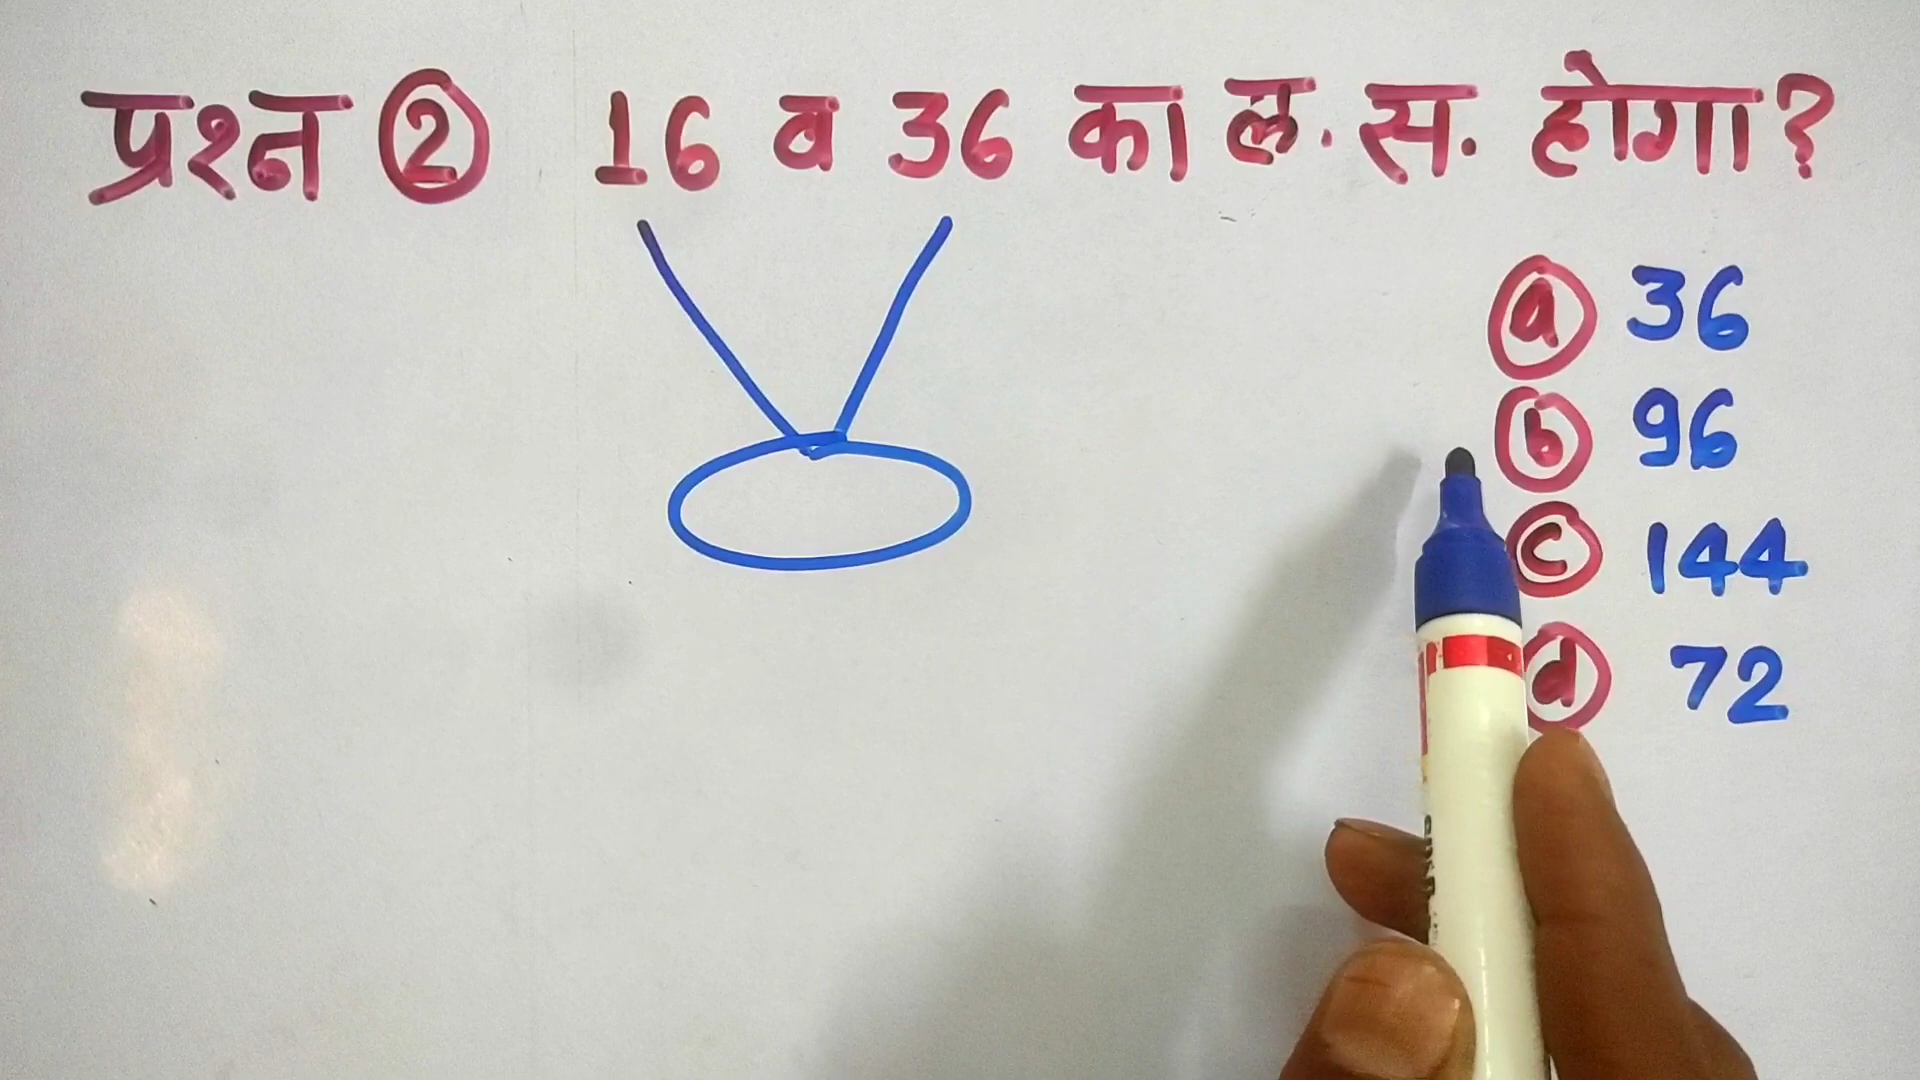 प्रश्न ② 16 व 36 का ल. स. होगा?
ⓐ 36
ⓑ 96
ⓒ 144
ⓓ 72